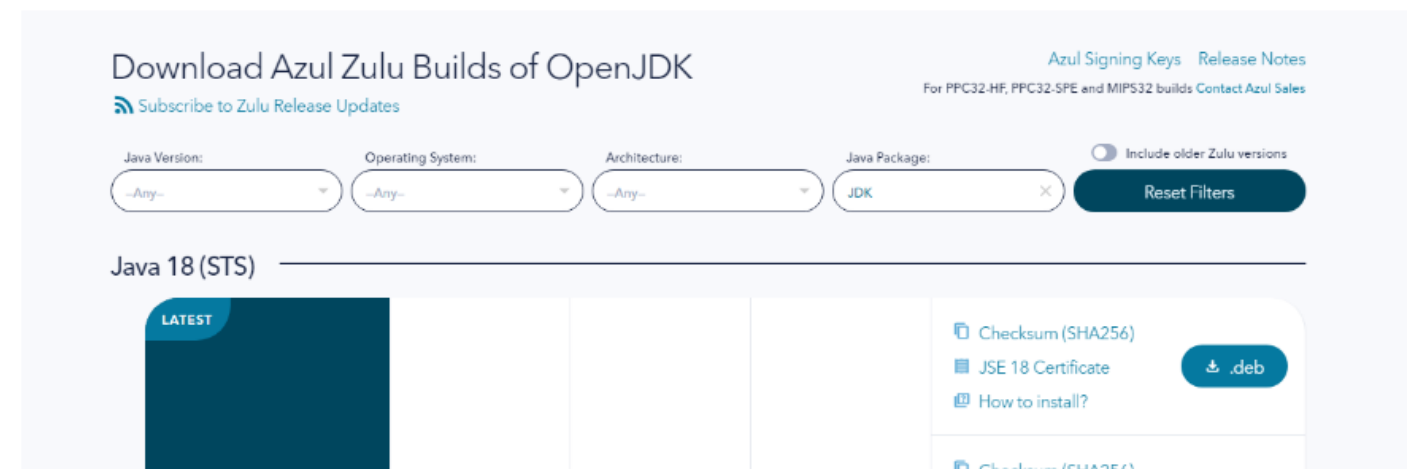 Download Azul Zulu Builds of OpenJDK
Azul Signing Keys Release Notes
Subscribe to Zulu Release Updates
For PPC32-HF, PPC32-SPE and MIPS32 builds Contact Azul Sales
Java Version:
Operating System:
Architecture:
Java Package:
Include older Zulu versions
–Any–
–Any–
–Any–
JDK
Reset Filters
Java 18 (STS)
LATEST
Checksum (SHA256)
JSE 18 Certificate
.deb
How to install?
Checksum (SHA256)